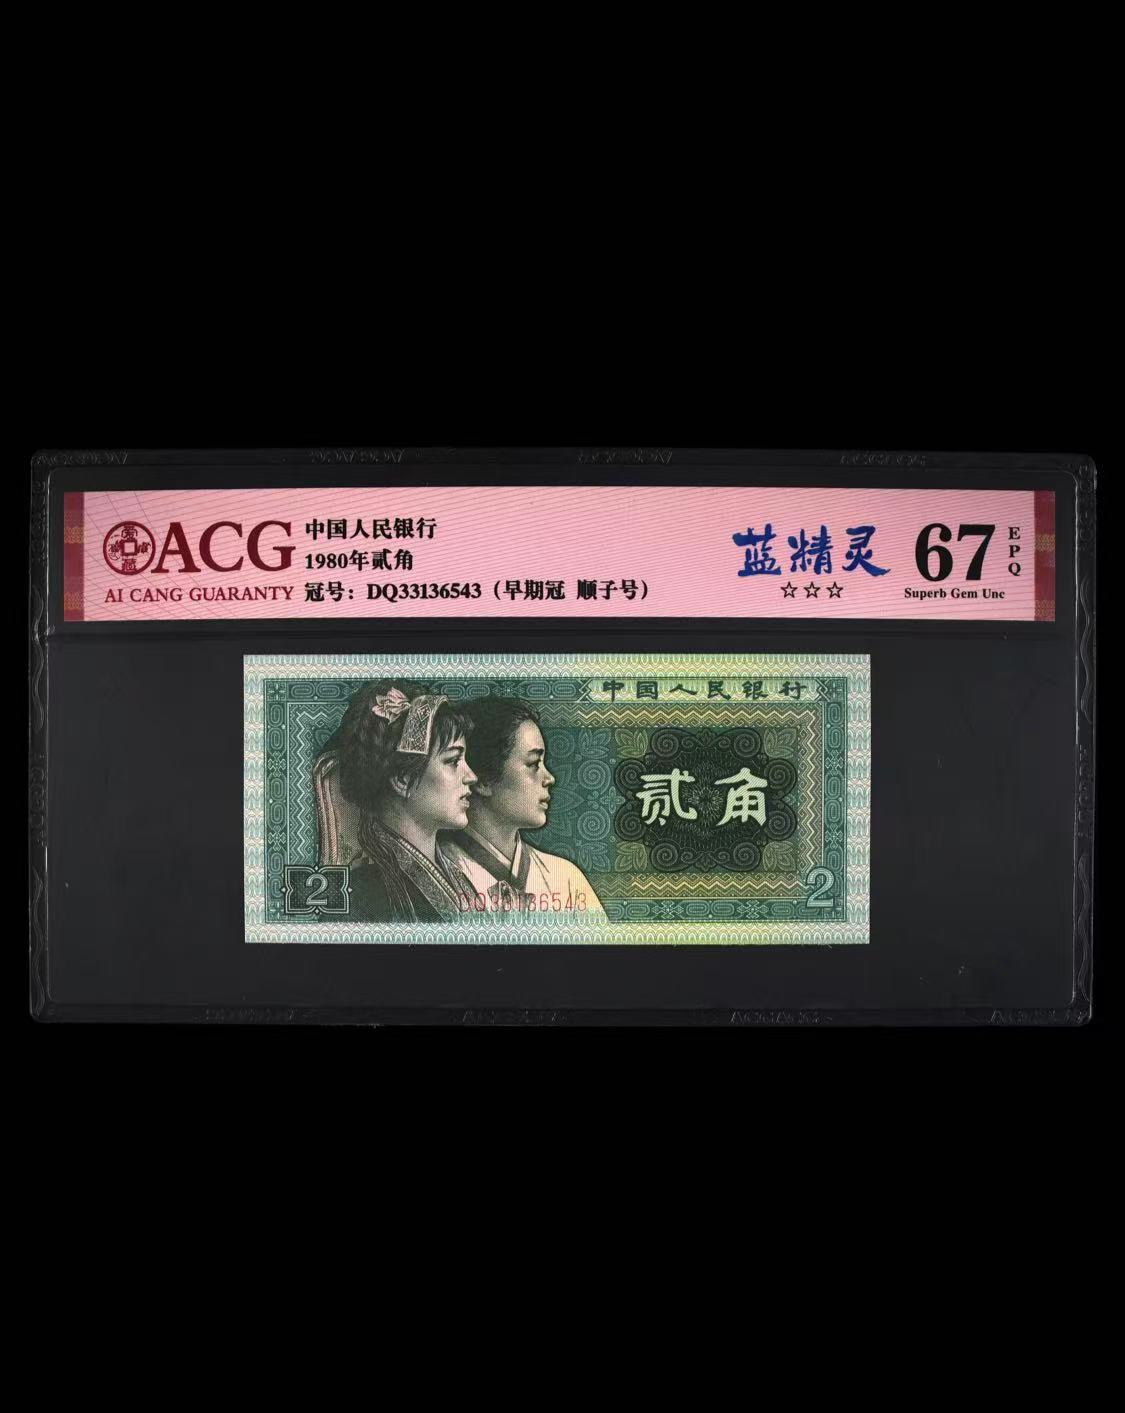 ACG
AI CANG GUARANTY
中国人民银行
1980年贰角
冠号：DQ33136543（早期冠 顺子号）
蓝精灵
☆☆☆
67
EPQ
Superb Gem Unc
中国人民银行
贰角
2
DQ33136543
2